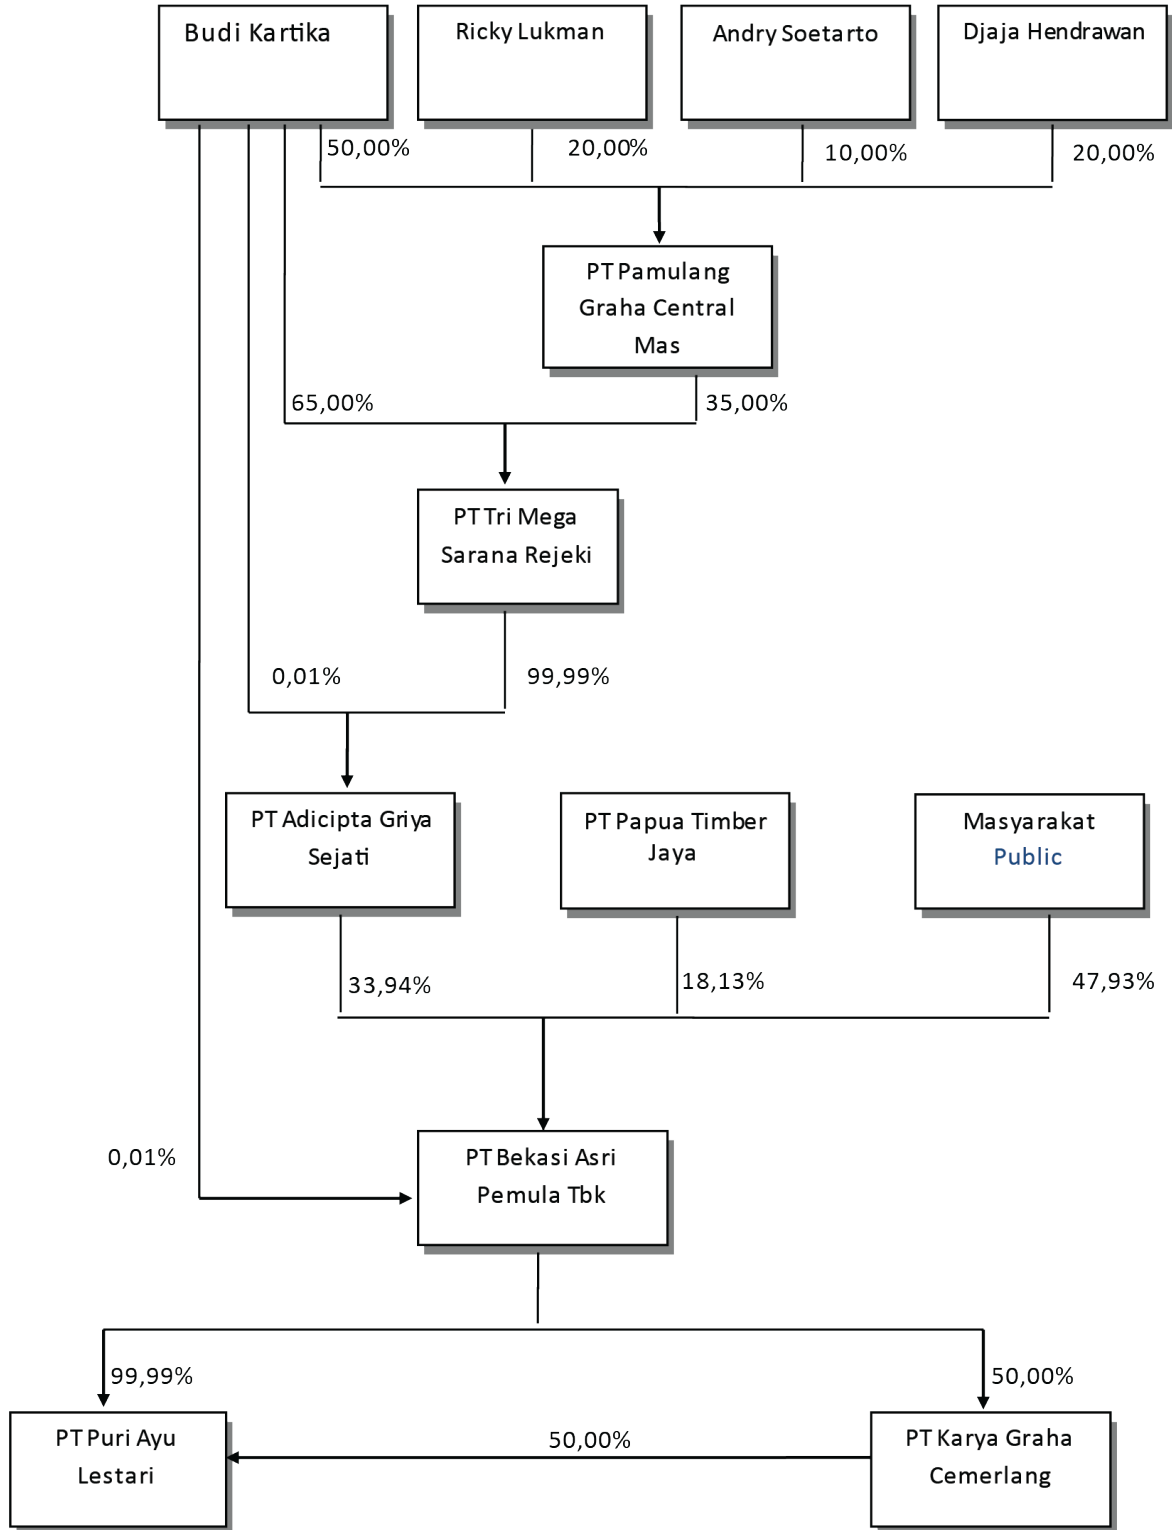 Budi Kartika
Ricky Lukman
Andry Soetarto
Djaja Hendrawan
50,00%
20,00%
10,00%
20,00%
PT Pamulang
Graha Central
Mas
65,00%
35,00%
PT Tri Mega
Sarana Rejeki
0,01%
99,99%
PT Adicipta Griya
Sejati
PT Papua Timber
Jaya
Masyarakat
Public
33,94%
18,13%
47,93%
0,01%
PT Bekasi Asri
Pemula Tbk
99,99%
50,00%
PT Puri Ayu
Lestari
50,00%
PT Karya Graha
Cemerlang